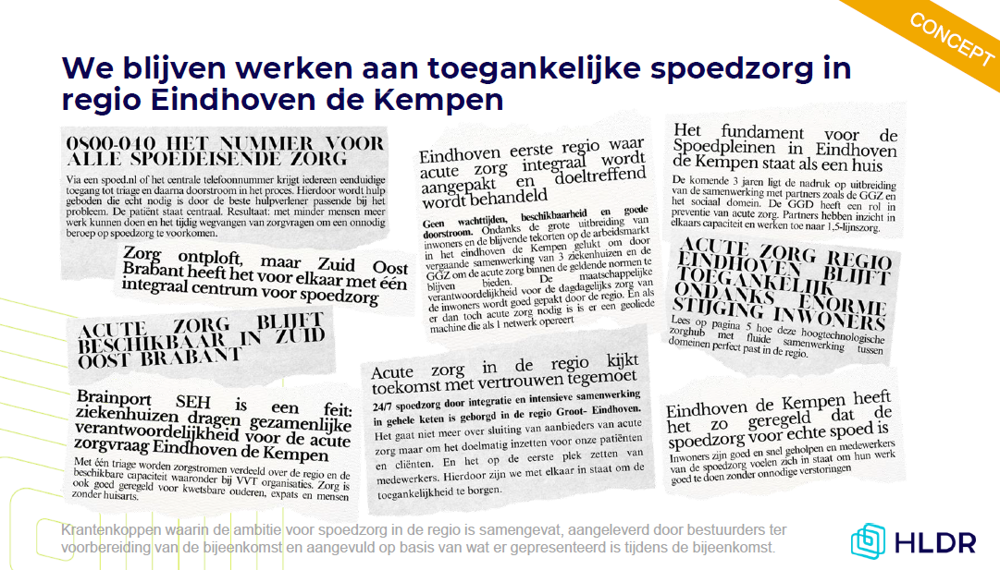 CONCEPT
We blijven werken aan toegankelijke spoedzorg in
regio Eindhoven de Kempen
0800-040 HET NUMMER VOOR
ALLE SPOEDEISENDE ZORG
Via een spoed.nl of het centrale telefoonnummer krijgt iedereen eenduidige
toegang tot triage en daarna doorstroom in het proces. Hierdoor wordt hulp
geboden die echt nodig is door de beste hulpverlener passende bij het
probleem. De patiënt staat centraal. Resultaat: met minder mensen meer
werk kunnen doen en het tijdig wegvangen van zorgvragen om een onnodig
beroep op spoedzorg te voorkomen.
Zorg ontploft, maar Zuid Oost
Brabant heeft het voor elkaar met één
integraal centrum voor spoedzorg
ACUTE ZORG BLIJFT
BESCHIKBAAR IN ZUID
OOST BRABANT
Brainport SEH is een feit:
ziekenhuizen dragen gezamenlijke
verantwoordelijkheid voor de acute
zorgvraag Eindhoven de Kempen
Met één triage worden zorgstromen verdeeld over de regio en de
beschikbare capaciteit waaronder bij VVT organisaties. Zorg is
ook goed geregeld voor kwetsbare ouderen, expats en mensen
zonder huisarts.
Eindhoven eerste regio waar
acute zorg integraal wordt
aangepakt en doeltreffend
wordt behandeld
Geen wachttijden, beschikbaarheid en goede
doorstroom. Ondanks de grote uitbreiding van
inwoners en de blijvende tekorten op de arbeidsmarkt
in het eindhoven de Kempen gelukt om door
vergaande samenwerking van 3 ziekenhuizen en de
GGZ om de acute zorg binnen de geldende normen te
blijven bieden. De maatschappelijke
verantwoordelijkheid voor de dagdagelijks zorg van
de inwoners wordt goed gepakt door de regio. En als
er dan toch acute zorg nodig is is er een geoliede
machine die als 1 netwerk opereert
Acute zorg in de regio kijkt
toekomst met vertrouwen tegemoet
24/7 spoedzorg door integratie en intensieve samenwerking
in gehele keten is geborgd in de regio Groot- Eindhoven.
Het gaat niet meer over sluiting van aanbieders van acute
zorg maar om het doelmatig inzetten voor onze patiënten
en cliënten. En het op de eerste plek zetten van
medewerkers. Hierdoor zijn we met elkaar in staat om de
toegankelijkheid te borgen.
Het fundament voor de
Spoedpleinen in Eindhoven
de Kempen staat als een huis
De komende 3 jaren ligt de nadruk op uitbreiding
van de samenwerking met partners zoals de GGZ en
het sociaal domein. De GGD heeft een rol in
preventie van acute zorg. Partners hebben inzicht in
elkaars capaciteit en werken toe naar 1,5-lijnszorg.
ACUTE ZORG REGIO
EINDHOVEN BLIJFT
TOEGANKELIJK
ONDANKS ENORME
STIJGING INWONERS
Lees op pagina 5 hoe deze hoogtechnologische
zorghub met fluide samenwerking tussen
domeinen perfect past in de regio.
Eindhoven de Kempen heeft
het zo geregeld dat de
spoedzorg voor echte spoed is
Inwoners zijn goed en snel geholpen en medewerkers
van de spoedzorg voelen zich in staat om hun werk
goed te doen zonder onnodige verstoringen
Krantenkoppen waarin de ambitie voor spoedzorg in de regio is samengevat, aangeleverd door bestuurders ter
voorbereiding van de bijeenkomst en aangevuld op basis van wat er gepresenteerd is tijdens de bijeenkomst.
HLDR